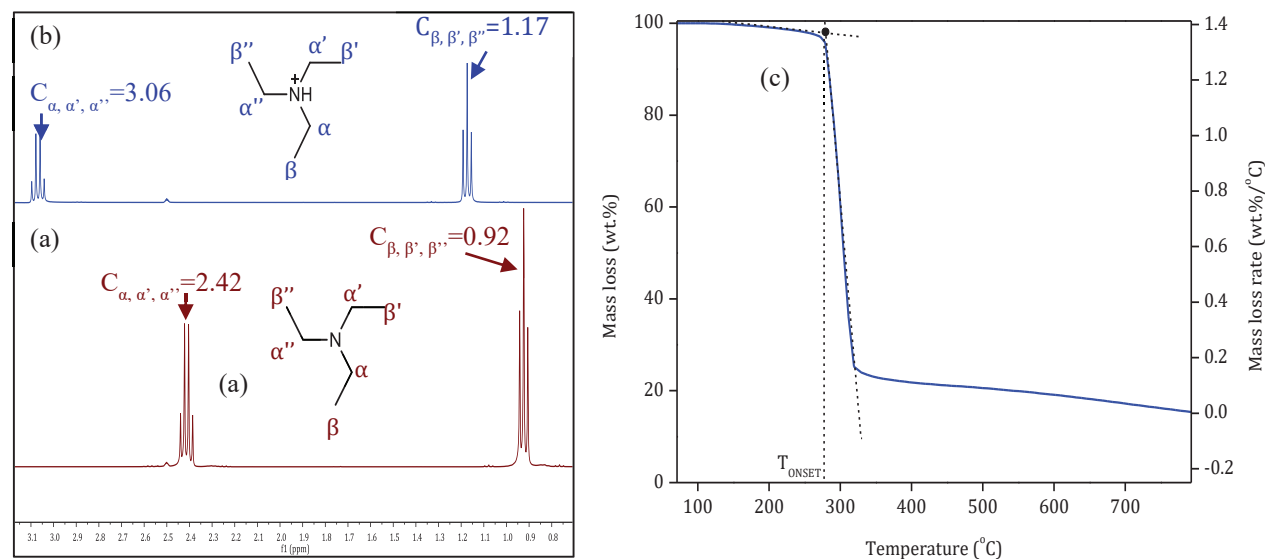 (b)
C β, β', β''=1.17
β''
α'
β'
C α, α', α''=3.06
+
NH
α''
α
β
(a)
C β, β', β''=0.92
C α, α', α''=2.42
β''
α'
β'
N
α''
(a)
α
β
3.1 3.0 2.9 2.8 2.7 2.6 2.5 2.4 2.3 2.2 2.1 2.0 1.9 1.8 1.7 1.6 1.5 1.4 1.3 1.2 1.1 1.0 0.9 0.8
f1 (ppm)
(c)
Mass loss (wt.%)
100
80
60
40
20
0
TONSET
100 200 300 400 500 600 700
Temperature (°C)
1.4
1.2
1.0
0.8
0.6
0.4
0.2
0.0
-0.2
Mass loss rate (wt.%/°C)